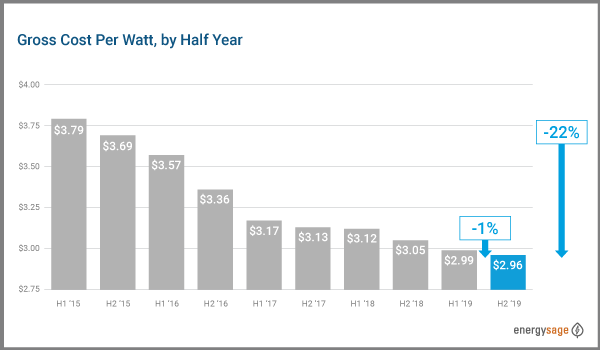 Gross Cost Per Watt, by Half Year
$4.00
$3.75
$3.50
$3.25
$3.00
$2.75
$3.79
$3.69
$3.57
$3.36
$3.17
$3.13
$3.12
$3.05
$2.99
$2.96
-1%
-22%
H1 '15
H2 '15
H1 '16
H2 '16
H1 '17
H2 '17
H1 '18
H2 '18
H1 '19
H2 '19
energysage